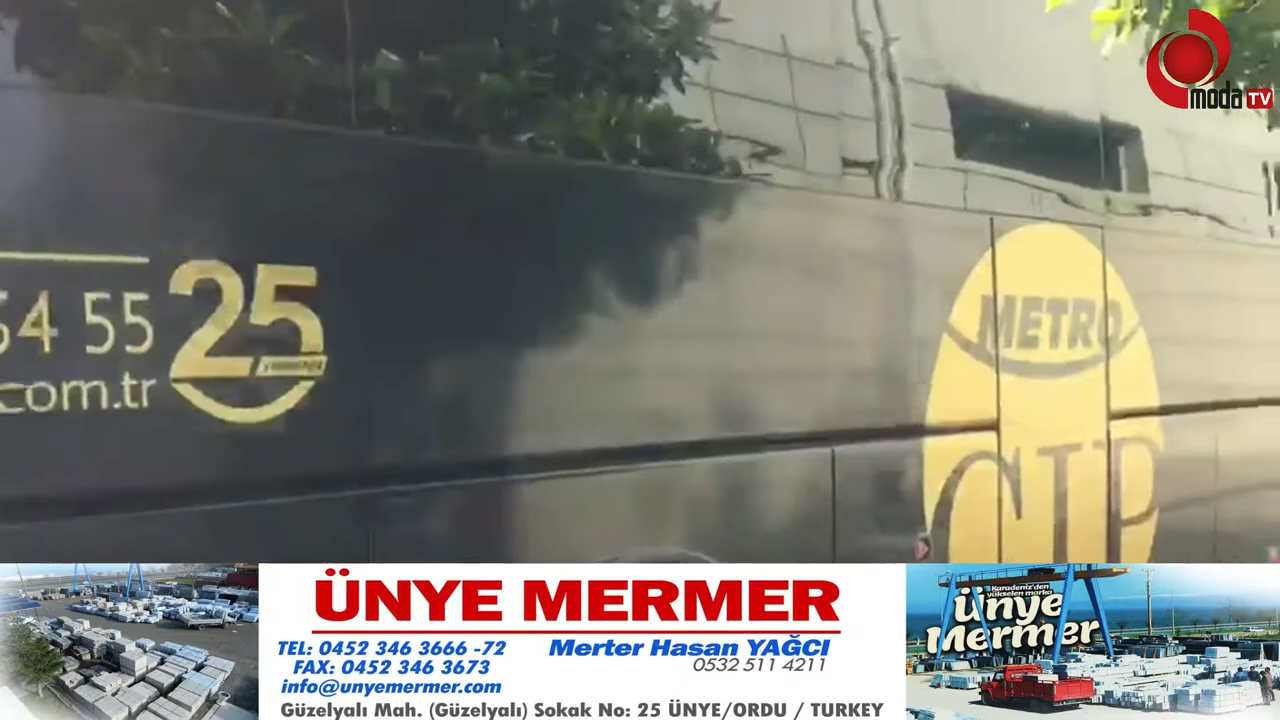 moda TV
54 55
com.tr
25
METRO
Karadeniz'den
yükselen marka
Ünye
Mermer
ÜNYE MERMER
TEL: 0452 346 3666 -72
FAX: 0452 346 3673
info@unyemermer.com
Merter Hasan YAĞCI
0532 511 4211
Güzelyalı Mah. (Güzelyalı) Sokak No: 25 ÜNYE/ORDU / TURKEY